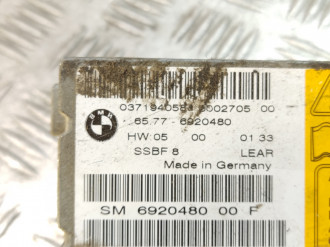 65.77 - 6920480
HW:05 00 01 33
SSBF 8 LEAR
Made in Germany
SM 6920480 00 F